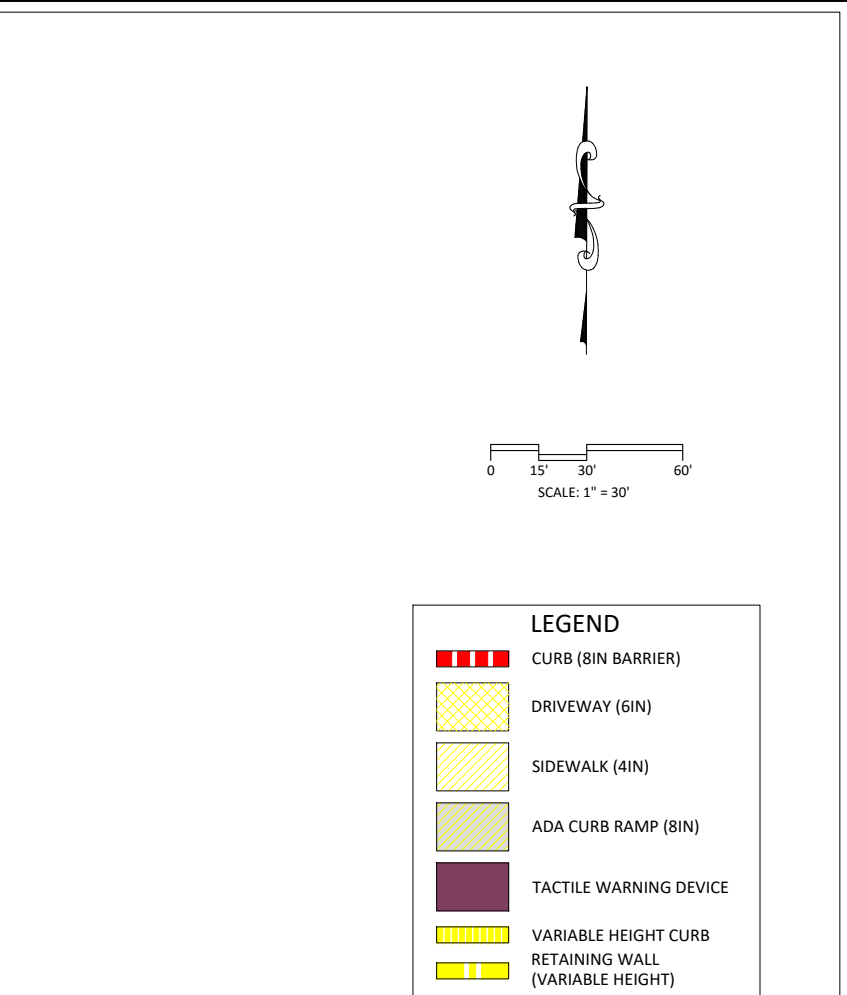 0 15' 30' 60'
SCALE: 1" = 30'
LEGEND
CURB (8IN BARRIER)
DRIVEWAY (6IN)
SIDEWALK (4IN)
ADA CURB RAMP (8IN)
TACTILE WARNING DEVICE
VARIABLE HEIGHT CURB
RETAINING WALL
(VARIABLE HEIGHT)